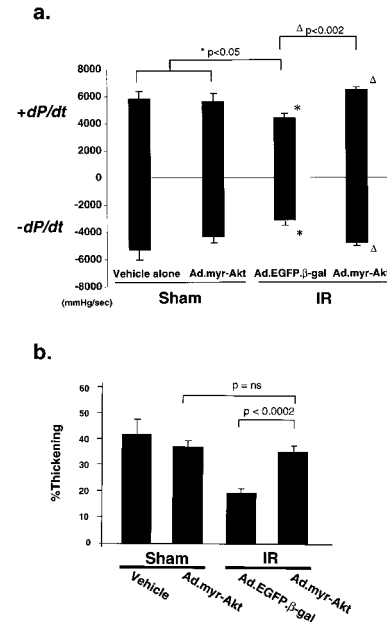 a.
Δ p<0.002
* p<0.05
8000
6000
4000
2000
0
-2000
-4000
-6000
-8000
(mmHg/sec)
+dP/dt
-dP/dt
*
Δ
*
Δ
Vehicle alone Ad.myr-Akt Ad.EGFP.β-gal Ad.myr-Akt
Sham IR
b.
p = ns
p < 0.0002
60
50
40
30
20
10
0
%Thickening
Sham IR
Vehicle
Ad.myr-Akt
Ad.EGFP.β-gal
Ad.myr-Akt